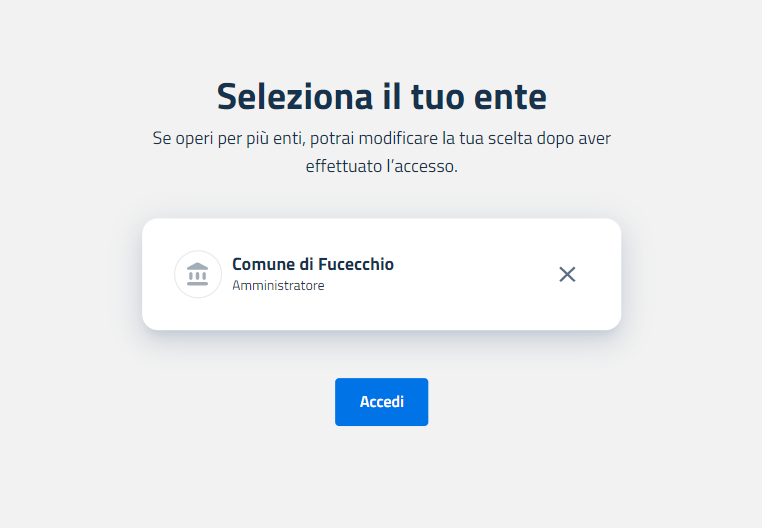 Seleziona il tuo ente
Se operi per più enti, potrai modificare la tua scelta dopo aver
effettuato l’accesso.
Comune di Fucecchio
Amministratore
Accedi